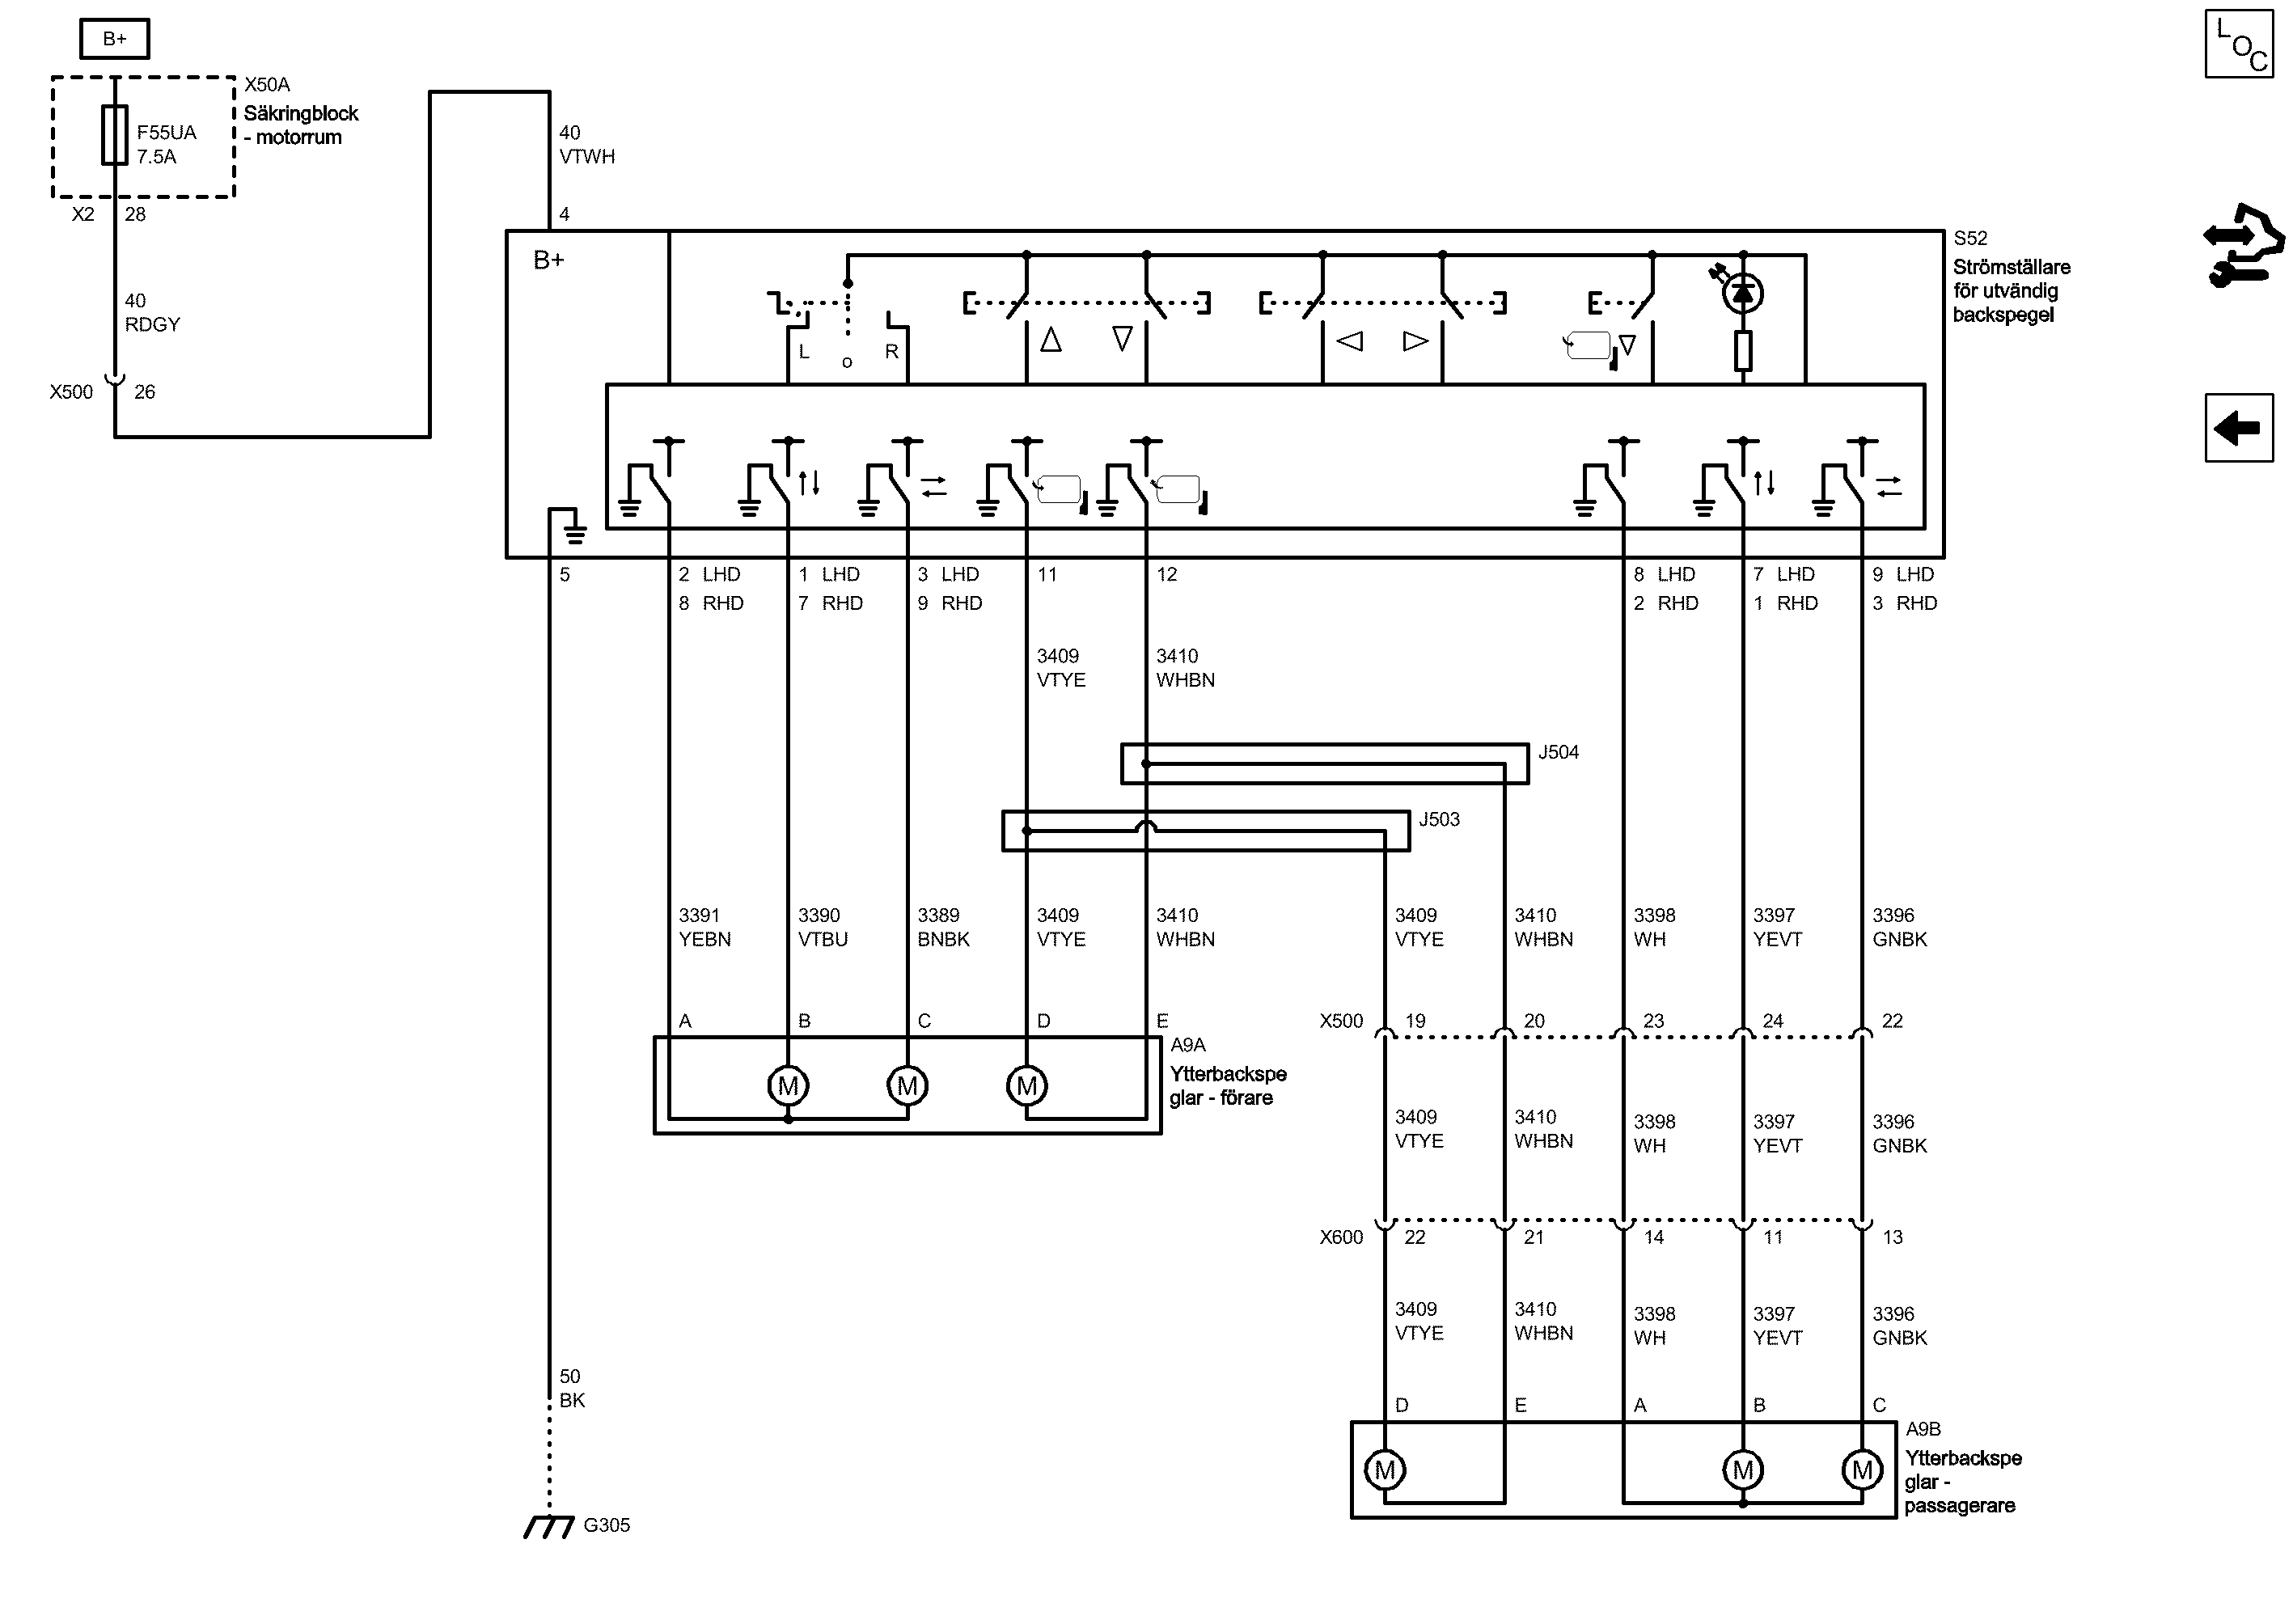 B+
X50A
Säkringblock
- motorrum
F55UA
7.5A
X2 28
40
RDGY
X500 26
40
VTWH
4
B+
S52
Strömställare
för utvändig
backspegel
L o R
5
2 LHD 1 LHD 3 LHD 11 12 8 LHD 7 LHD 9 LHD
8 RHD 7 RHD 9 RHD 2 RHD 1 RHD 3 RHD
3409 3410
VTYE WHBN
J504
J503
3391 3390 3389 3409 3410 3409 3410 3398 3397 3396
YEBN VTBU BNBK VTYE WHBN VTYE WHBN WH YEVT GNBK
A B C D E X500 19 20 23 24 22
A9A
Ytterbackspe
glar - förare
M M M
3409 3410 3398 3397 3396
VTYE WHBN WH YEVT GNBK
X600 22 21 14 11 13
3409 3410 3398 3397 3396
VTYE WHBN WH YEVT GNBK
50
BK
D E A B C
A9B
Ytterbackspe
glar -
passagerare
M M M
G305
LOC